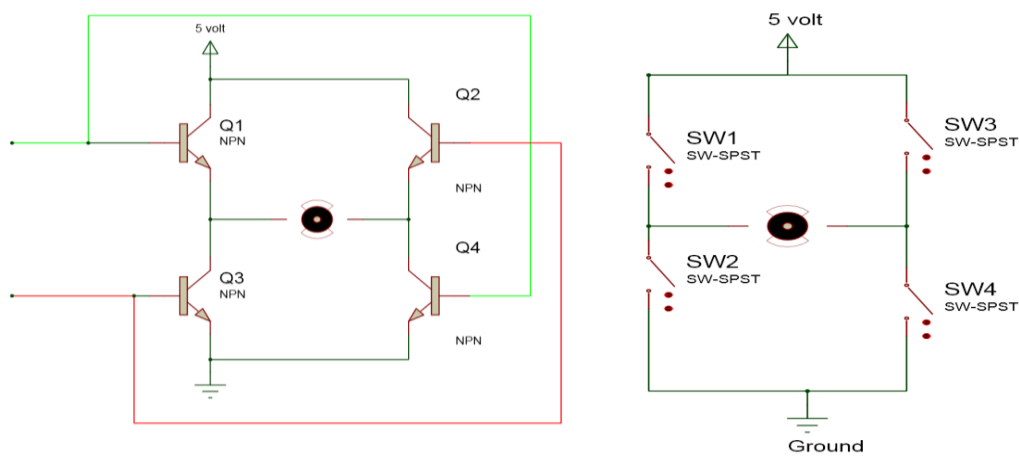 5 volt
Q1
NPN
Q2
NPN
Q3
NPN
Q4
NPN
5 volt
SW1
SW-SPST
SW3
SW-SPST
SW2
SW-SPST
SW4
SW-SPST
Ground